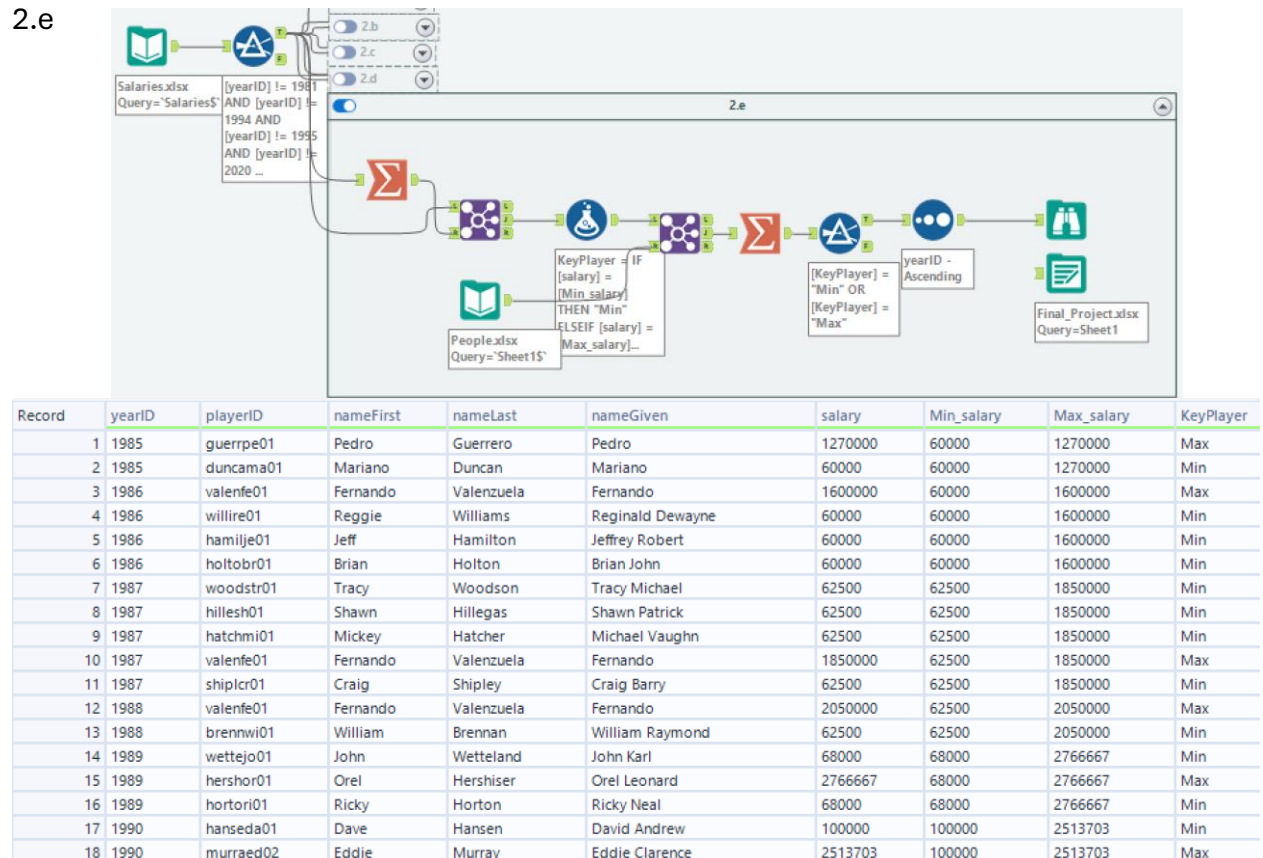 2.e
2.b
2.c
2.d
2.e
Salaries.xlsx
Query=`Salaries$`
[yearID] != 1981
AND [yearID] !=
1994 AND
[yearID] != 1995
AND [yearID] !=
2020 ...
T
F
L
J
R
L
J
R
L
R
L
J
R
T
F
KeyPlayer = IF
[salary] =
[Min_salary]
THEN "Min"
ELSEIF [salary] =
[Max_salary]...
People.xlsx
Query=`Sheet1$`
[KeyPlayer] =
"Min" OR
[KeyPlayer] =
"Max"
yearID -
Ascending
Final_Project.xlsx
Query=Sheet1
Record yearID playerID nameFirst nameLast nameGiven salary Min_salary Max_salary KeyPlayer
1 1985 guerrpe01 Pedro Guerrero Pedro 1270000 60000 1270000 Max
2 1985 duncama01 Mariano Duncan Mariano 60000 60000 1270000 Min
3 1986 valenfe01 Fernando Valenzuela Fernando 1600000 60000 1600000 Max
4 1986 willire01 Reggie Williams Reginald Dewayne 60000 60000 1600000 Min
5 1986 hamilje01 Jeff Hamilton Jeffrey Robert 60000 60000 1600000 Min
6 1986 holtobr01 Brian Holton Brian John 60000 60000 1600000 Min
7 1987 woodstr01 Tracy Woodson Tracy Michael 62500 62500 1850000 Min
8 1987 hillesh01 Shawn Hillegas Shawn Patrick 62500 62500 1850000 Min
9 1987 hatchmi01 Mickey Hatcher Michael Vaughn 62500 62500 1850000 Min
10 1987 valenfe01 Fernando Valenzuela Fernando 1850000 62500 1850000 Max
11 1987 shiplcr01 Craig Shipley Craig Barry 62500 62500 1850000 Min
12 1988 valenfe01 Fernando Valenzuela Fernando 2050000 62500 2050000 Max
13 1988 brennwi01 William Brennan William Raymond 62500 62500 2050000 Min
14 1989 wettejo01 John Wetteland John Karl 68000 68000 2766667 Min
15 1989 hershor01 Orel Hershiser Orel Leonard 2766667 68000 2766667 Max
16 1989 hortori01 Ricky Horton Ricky Neal 68000 68000 2766667 Min
17 1990 hanseda01 Dave Hansen David Andrew 100000 100000 2513703 Min
18 1990 murraed02 Eddie Murray Eddie Clarence 2513703 100000 2513703 Max